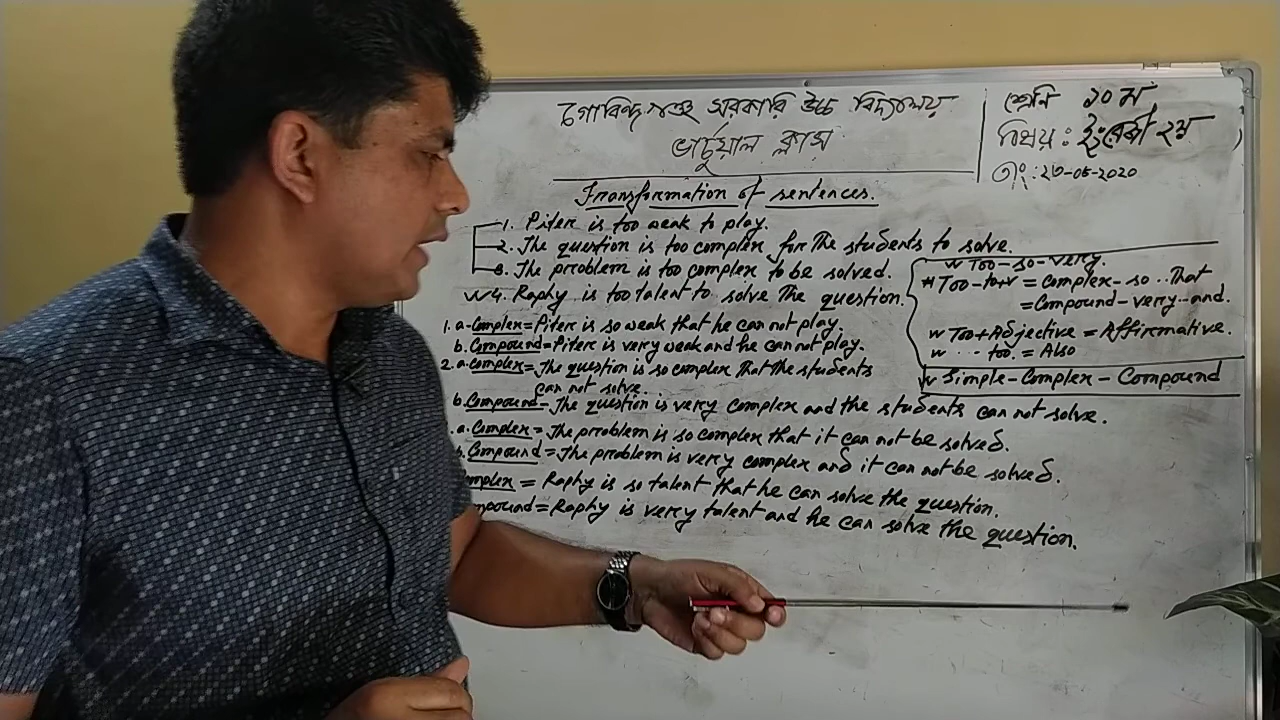 গোবিন্দগঞ্জ সরকারি উচ্চ বিদ্যালয়
ভার্চুয়াল ক্লাস
শ্রেনি ১০ম
বিষয়: ইংরেজী ২য়
তাং: ২৩-০৫-2020
Transformation of sentences.
1. Piter is too weak to play.
2. The question is too complex for the students to solve.
3. The problem is too complex to be solved.
4. Raphy is too talent to solve the question.
1. a-Complex=Piter is so weak that he can not play.
b. Compound=Piter is very weak and he can not play.
2. a.complex=The question is so complex that the students
can not solve.
b. Compound-The question is very complex and the students can not solve.
. a. Complex=The problem is so complex that it can not be solved.
b. Compound=The problem is very complex and it can not be solved.
omplex = Raphy is so talent that he can solve the question.
ompound=Raphy is very talent and he can solve the question.
Too-so-very.
Too-to+v = complex-so..that
=Compound-very..and.
Too+Adjective = Affirmative.
... too. = Also
Simple-Complex-Compound